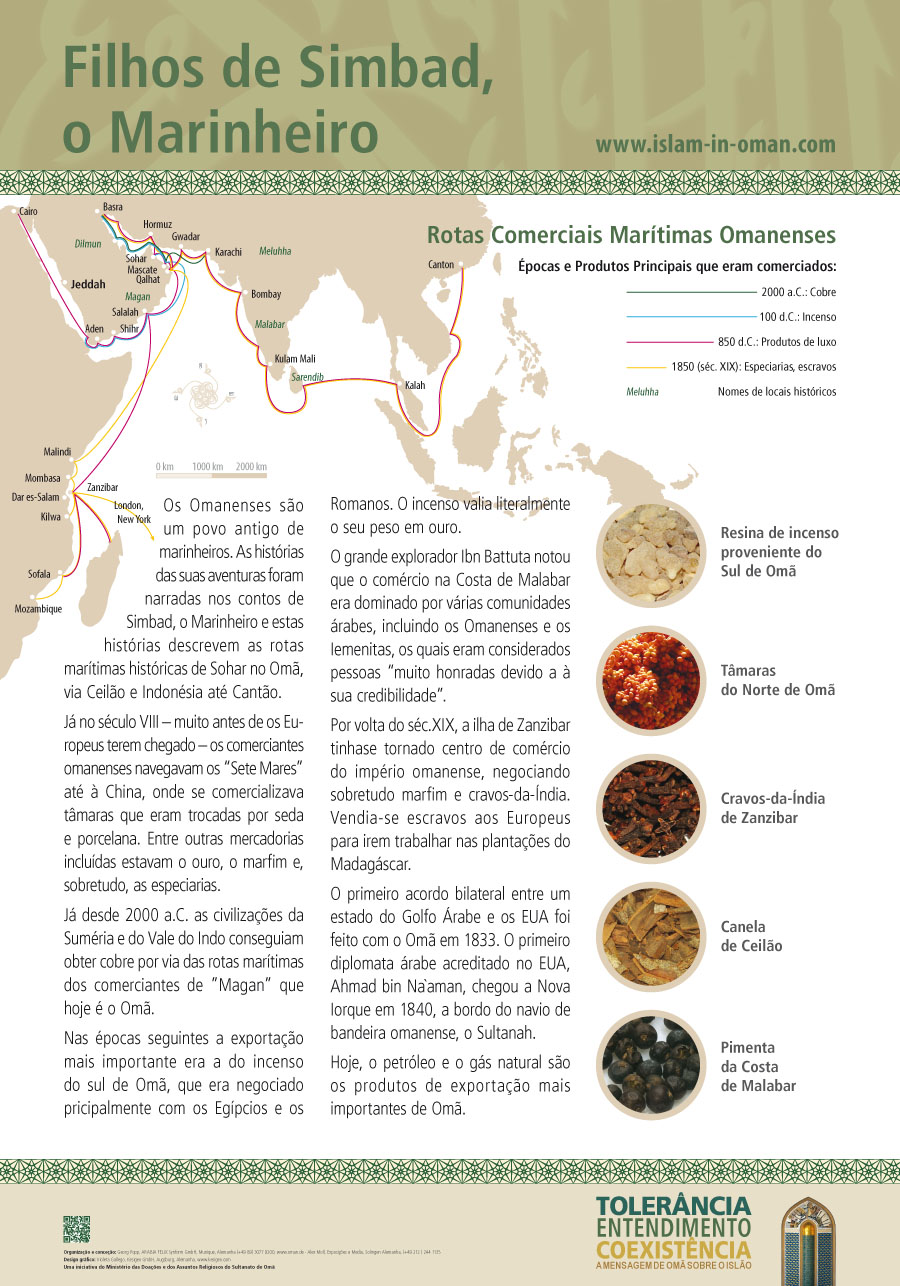 Filhos de Simbad,
o Marinheiro
www.islam-in-oman.com
Rotas Comerciais Marítimas Omanenses
Épocas e Produtos Principais que eram comerciados:
2000 a.C.: Cobre
100 d.C.: Incenso
850 d.C.: Produtos de luxo
1850 (séc. XIX): Especiarias, escravos
Meluhha
Nomes de locais históricos
Cairo
Basra
Hormuz
Dilmun
Gwadar
Sohar
Karachi
Meluhha
Canton
Mascate
Qalhat
Jeddah
Magan
Bombay
Salalah
Malabar
Aden
Shihr
Kulam Mali
Sarendib
Kalah
0 km
1000 km
2000 km
Malindi
Mombasa
Zanzibar
Dar es-Salam
London,
New York
Kilwa
Sofala
Mozambique
Os Omanenses são
um povo antigo de
marinheiros. As histórias
das suas aventuras foram
narradas nos contos de
Simbad, o Marinheiro e estas
histórias descrevem as rotas
marítimas históricas de Sohar no Omã,
via Ceilão e Indonésia até Cantão.
Já no século VIII – muito antes de os Eu-
ropeus terem chegado – os comerciantes
omanenses navegavam os “Sete Mares”
até à China, onde se comercializava
tâmaras que eram trocadas por seda
e porcelana. Entre outras mercadorias
incluídas estavam o ouro, o marfim e,
sobretudo, as especiarias.
Já desde 2000 a.C. as civilizações da
Suméria e do Vale do Indo conseguiam
obter cobre por via das rotas marítimas
dos comerciantes de “Magan” que
hoje é o Omã.
Nas épocas seguintes a exportação
mais importante era a do incenso
do sul de Omã, que era negociado
pricipalmente com os Egípcios e os
Romanos. O incenso valia literalmente
o seu peso em ouro.
O grande explorador Ibn Battuta notou
que o comércio na Costa de Malabar
era dominado por várias comunidades
árabes, incluindo os Omanenses e os
Iemenitas, os quais eram considerados
pessoas “muito honradas devido a à
sua credibilidade”.
Por volta do séc.XIX, a ilha de Zanzibar
tinhase tornado centro de comércio
do império omanense, negociando
sobretudo marfim e cravos-da-Índia.
Vendia-se escravos aos Europeus
para irem trabalhar nas plantações do
Madagáscar.
O primeiro acordo bilateral entre um
estado do Golfo Árabe e os EUA foi
feito com o Omã em 1833. O primeiro
diplomata árabe acreditado no EUA,
Ahmad bin Na`aman, chegou a Nova
Iorque em 1840, a bordo do navio de
bandeira omanense, o Sultanah.
Hoje, o petróleo e o gás natural são
os produtos de exportação mais
importantes de Omã.
Resina de incenso
proveniente do
Sul de Omã
Tâmaras
do Norte de Omã
Cravos-da-Índia
de Zanzibar
Canela
de Ceilão
Pimenta
da Costa
de Malabar
TOLERÂNCIA
ENTENDIMENTO
COEXISTÊNCIA
A MENSAGEM DE OMÃ SOBRE O ISLÃO
Uma iniciativa do Ministério das Doações e dos Assuntos Religiosos do Sultanato de Omã